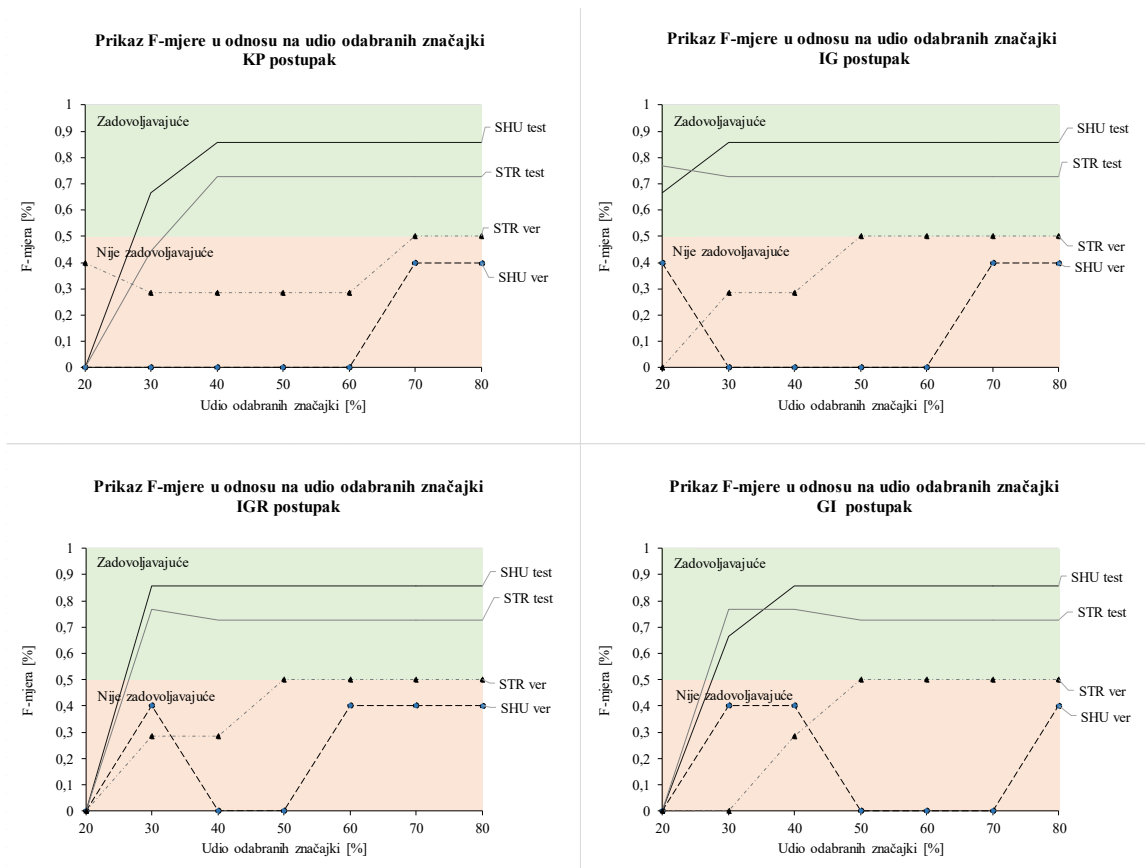 Prikaz F-mjere u odnosu na udio odabranih značajki
KP postupak
F-mjera [%]
1
0,9
0,8
0,7
0,6
0,5
0,4
0,3
0,2
0,1
0
Zadovoljavajuće
Nije zadovoljavajuće
SHU test
STR test
STR ver
SHU ver
20 30 40 50 60 70 80
Udio odabranih značajki [%]
Prikaz F-mjere u odnosu na udio odabranih značajki
IG postupak
F-mjera [%]
1
0,9
0,8
0,7
0,6
0,5
0,4
0,3
0,2
0,1
0
Zadovoljavajuće
Nije zadovoljavajuće
SHU test
STR test
STR ver
SHU ver
20 30 40 50 60 70 80
Udio odabranih značajki [%]
Prikaz F-mjere u odnosu na udio odabranih značajki
IGR postupak
F-mjera [%]
1
0,9
0,8
0,7
0,6
0,5
0,4
0,3
0,2
0,1
0
Zadovoljavajuće
Nije zadovoljavajuće
SHU test
STR test
STR ver
SHU ver
20 30 40 50 60 70 80
Udio odabranih značajki [%]
Prikaz F-mjere u odnosu na udio odabranih značajki
GI postupak
F-mjera [%]
1
0,9
0,8
0,7
0,6
0,5
0,4
0,3
0,2
0,1
0
Zadovoljavajuće
Nije zadovoljavajuće
SHU test
STR test
STR ver
SHU ver
20 30 40 50 60 70 80
Udio odabranih značajki [%]